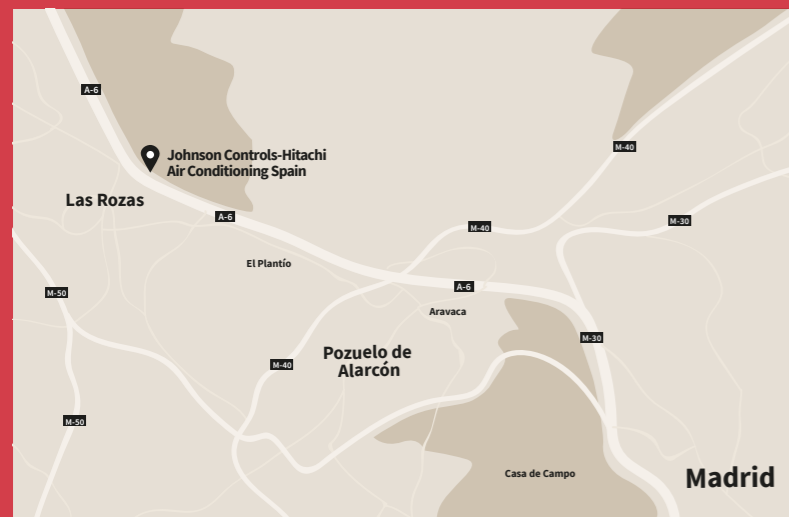 A-6
M-40
Johnson Controls-Hitachi
Air Conditioning Spain
Las Rozas
A-6
M-40
M-30
El Plantío
M-50
A-6
Aravaca
M-30
Pozuelo de
Alarcón
M-40
M-50
Casa de Campo
Madrid